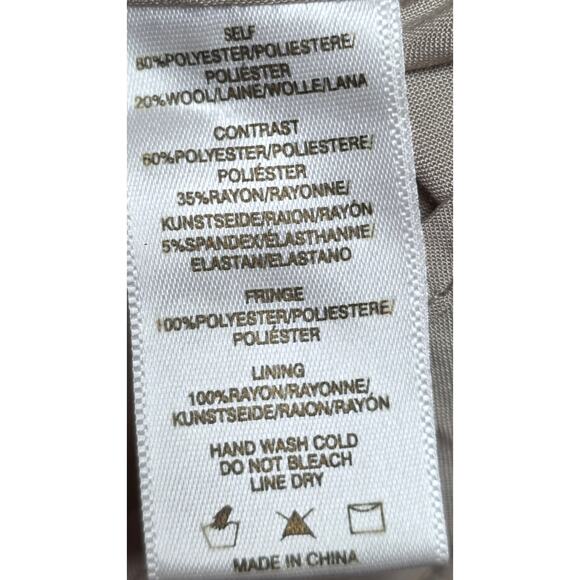 SELF
80%POLYESTER/POLIESTERE/
POLIÉSTER
20%WOOL/LAINE/WOLLE/LANA
CONTRAST
60%POLYESTER/POLIESTERE/
POLIÉSTER
35%RAYON/RAYONNE/
KUNSTSEIDE/RAION/RAYÓN
5%SPANDEX/ÉLASTHANNE/
ELASTAN/ELASTANO
FRINGE
100%POLYESTER/POLIESTERE/
POLIÉSTER
LINING
100%RAYON/RAYONNE/
KUNSTSEIDE/RAION/RAYÓN
HAND WASH COLD
DO NOT BLEACH
LINE DRY
MADE IN CHINA